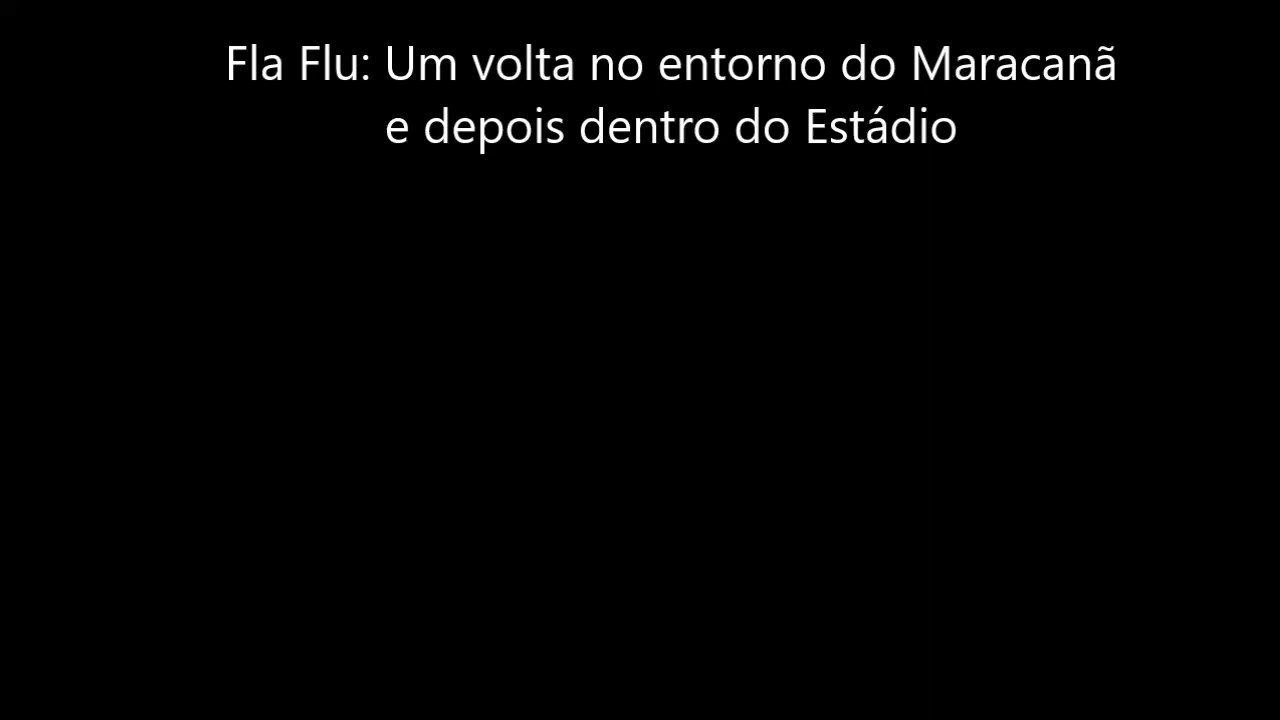 Fla Flu: Um volta no entorno do Maracanã
e depois dentro do Estádio